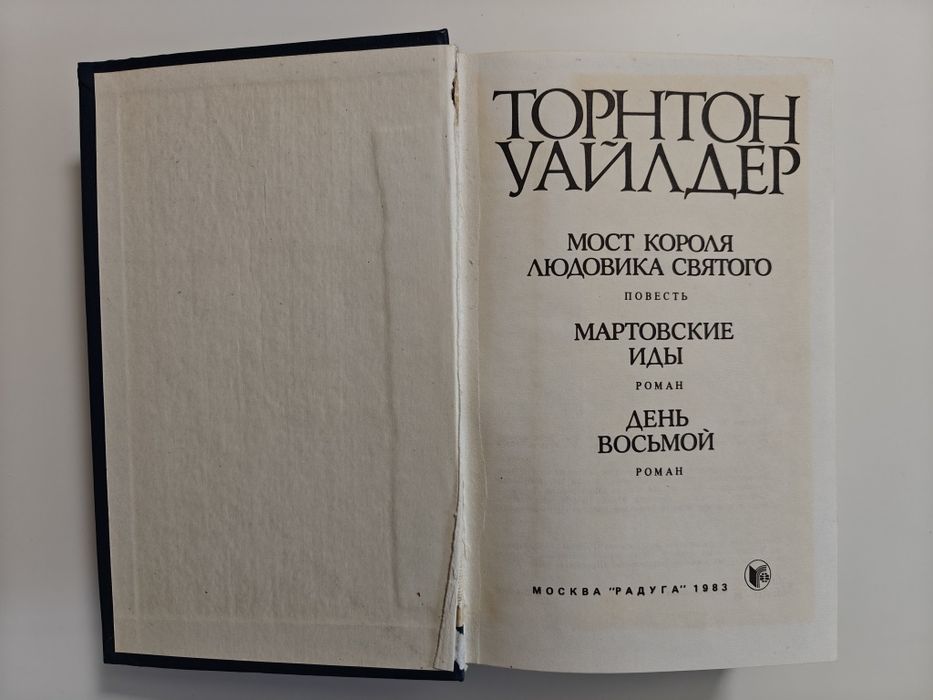 ТОРНТОН
УАЙЛДЕР
МОСТ КОРОЛЯ
ЛЮДОВИКА СВЯТОГО
ПОВЕСТЬ
МАРТОВСКИЕ
ИДЫ
РОМАН
ДЕНЬ
ВОСЬМОЙ
РОМАН
МОСКВА "РАДУГА" 1983